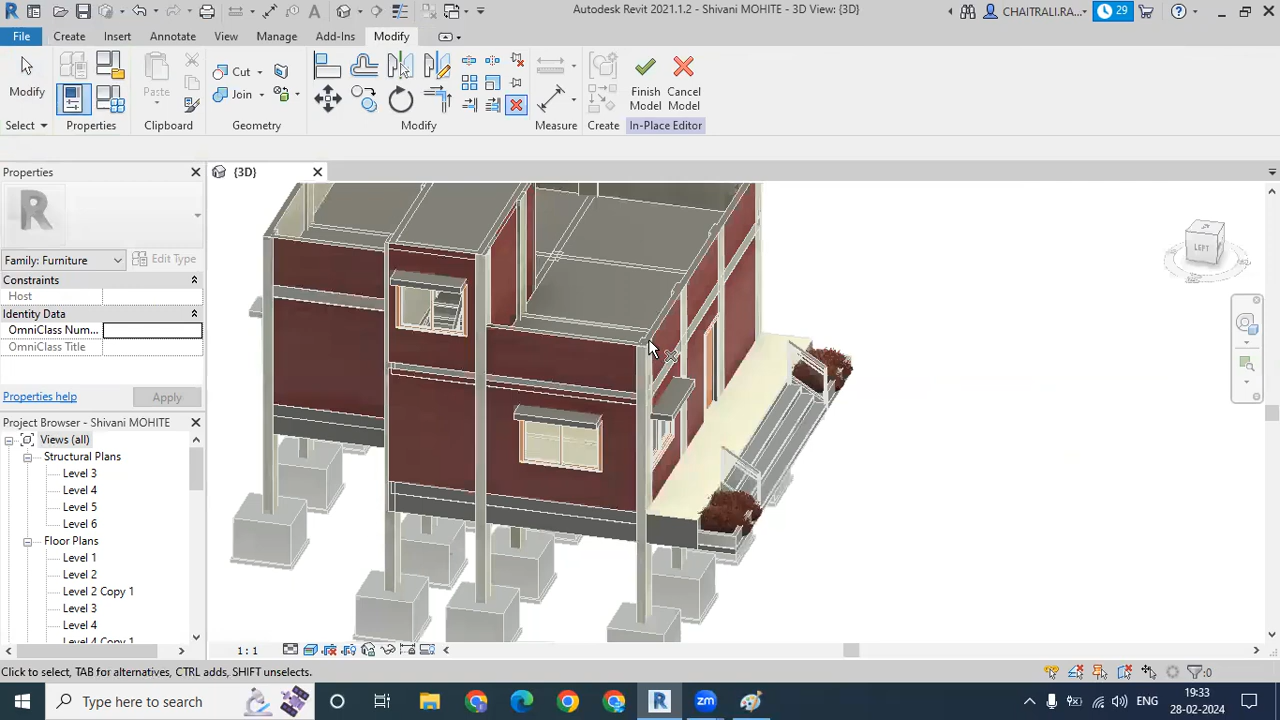 Autodesk Revit 2021.1.2 - Shivani MOHITE - 3D View: {3D}
CHAITRALI.RA...
29
File
Create
Insert
Annotate
View
Manage
Add-Ins
Modify
Modify
Paste
Cut
Join
Finish
Model
Cancel
Model
Select
Properties
Clipboard
Geometry
Modify
Measure
Create
In-Place Editor
Properties
{3D}
Family: Furniture
Edit Type
Constraints
Host
Identity Data
OmniClass Num...
OmniClass Title
Properties help
Apply
Project Browser - Shivani MOHITE
Views (all)
Structural Plans
Level 3
Level 4
Level 5
Level 6
Floor Plans
Level 1
Level 2
Level 2 Copy 1
Level 3
Level 4
Level 4 Copy 1
LEFT
1 : 1
Click to select, TAB for alternatives, CTRL adds, SHIFT unselects.
:0
Type here to search
zm
ENG
19:33
28-02-2024